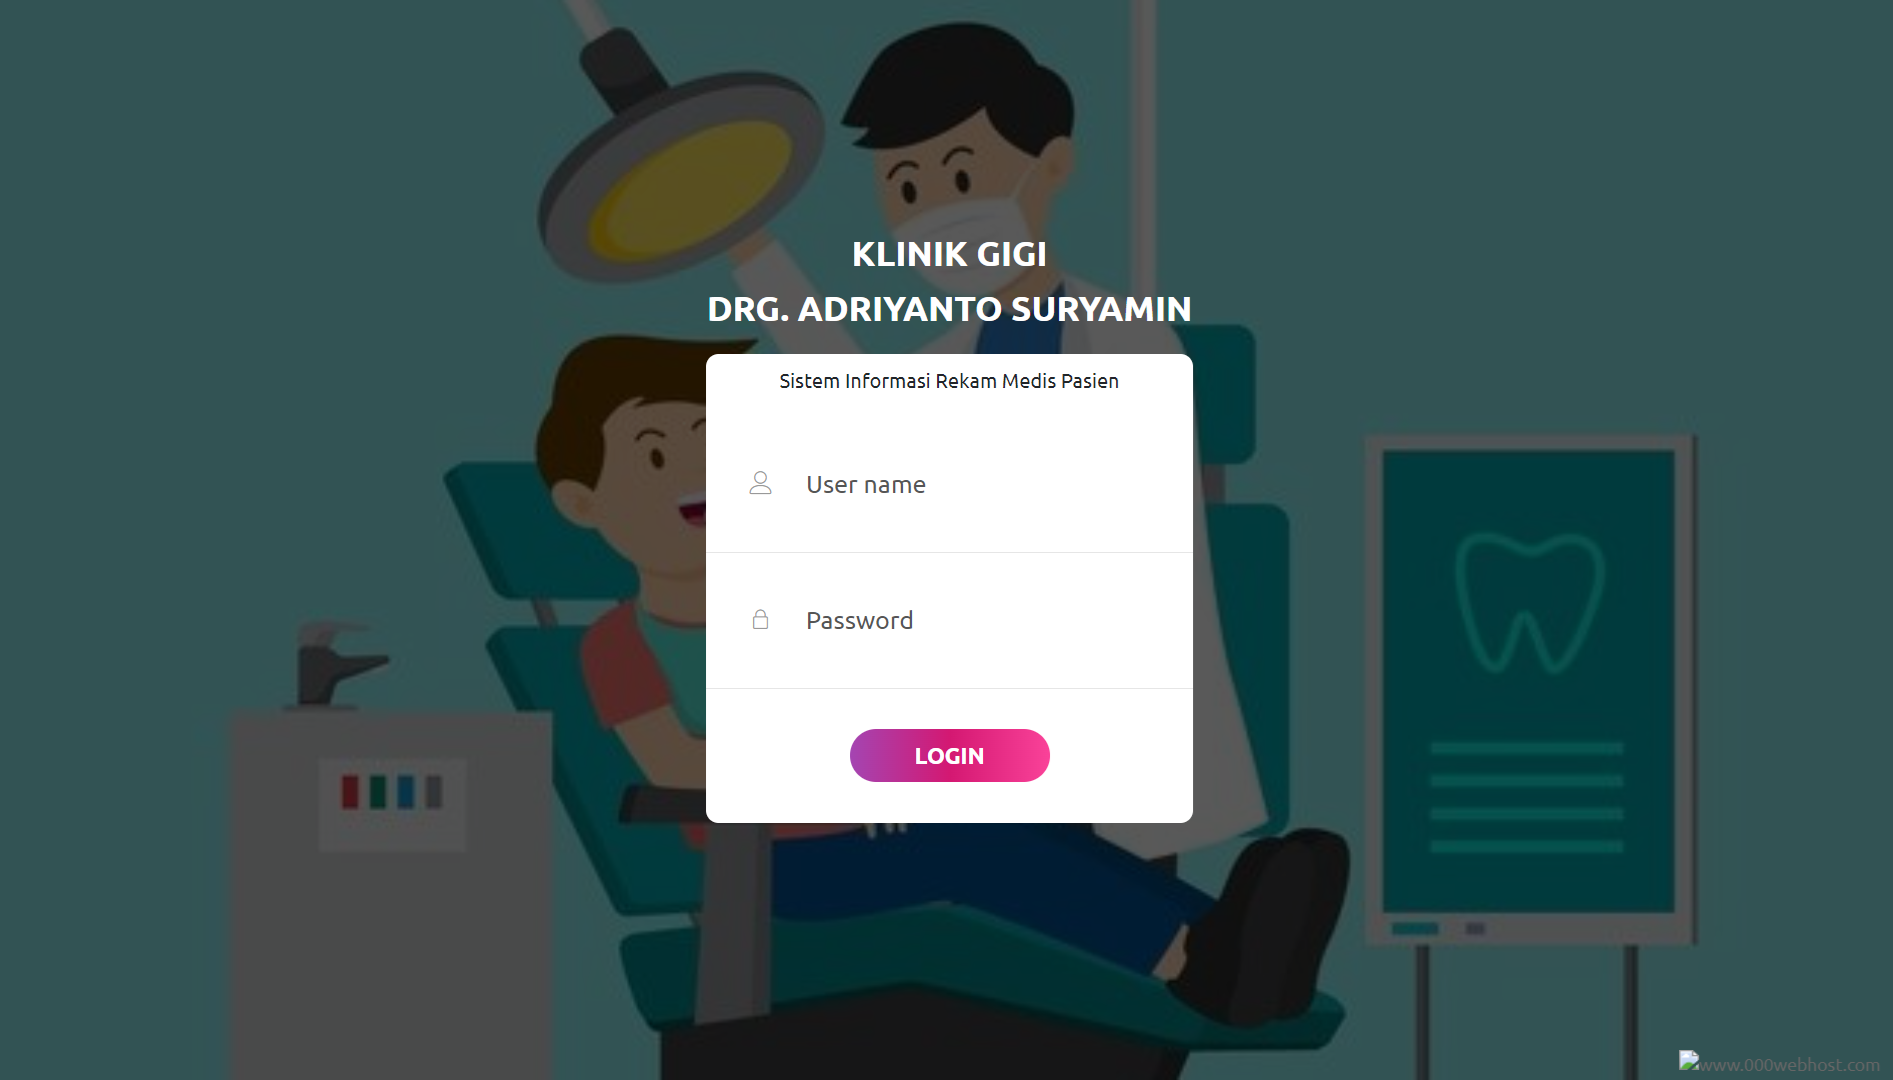 KLINIK GIGI
DRG. ADRIYANTO SURYAMIN
Sistem Informasi Rekam Medis Pasien
User name
Password
LOGIN
www.000webhost.com